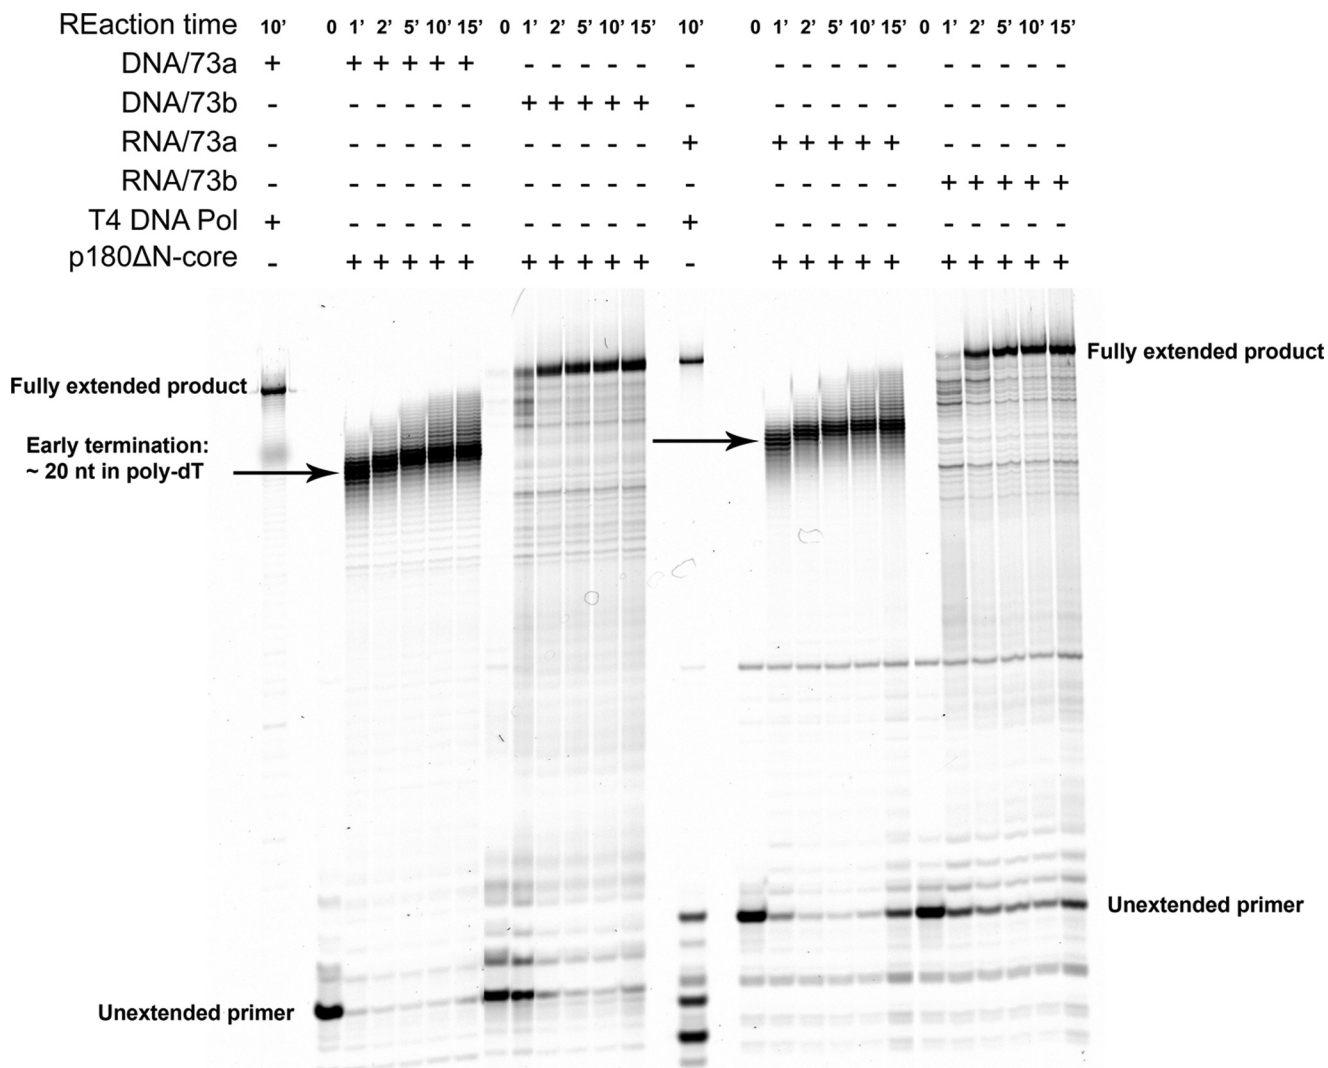 REaction time 10’ 0 1’ 2’ 5’ 10’ 15’ 0 1’ 2’ 5’ 10’ 15’ 10’ 0 1’ 2’ 5’ 10’ 15’ 0 1’ 2’ 5’ 10’ 15’
DNA/73a + + + + + + - - - - - - - - - - - - - - - -
DNA/73b - - - - - - + + + + + - - - - - - - - - - -
RNA/73a - - - - - - - - - - - + + + + + + - - - - -
RNA/73b - - - - - - - - - - - - - - - - - + + + + +
T4 DNA Pol + - - - - - - - - - - + - - - - - - - - - -
p180ΔN-core - + + + + + + + + + + - + + + + + + + + + +
Fully extended product
Fully extended product
Early termination:
~ 20 nt in poly-dT
Unextended primer
Unextended primer